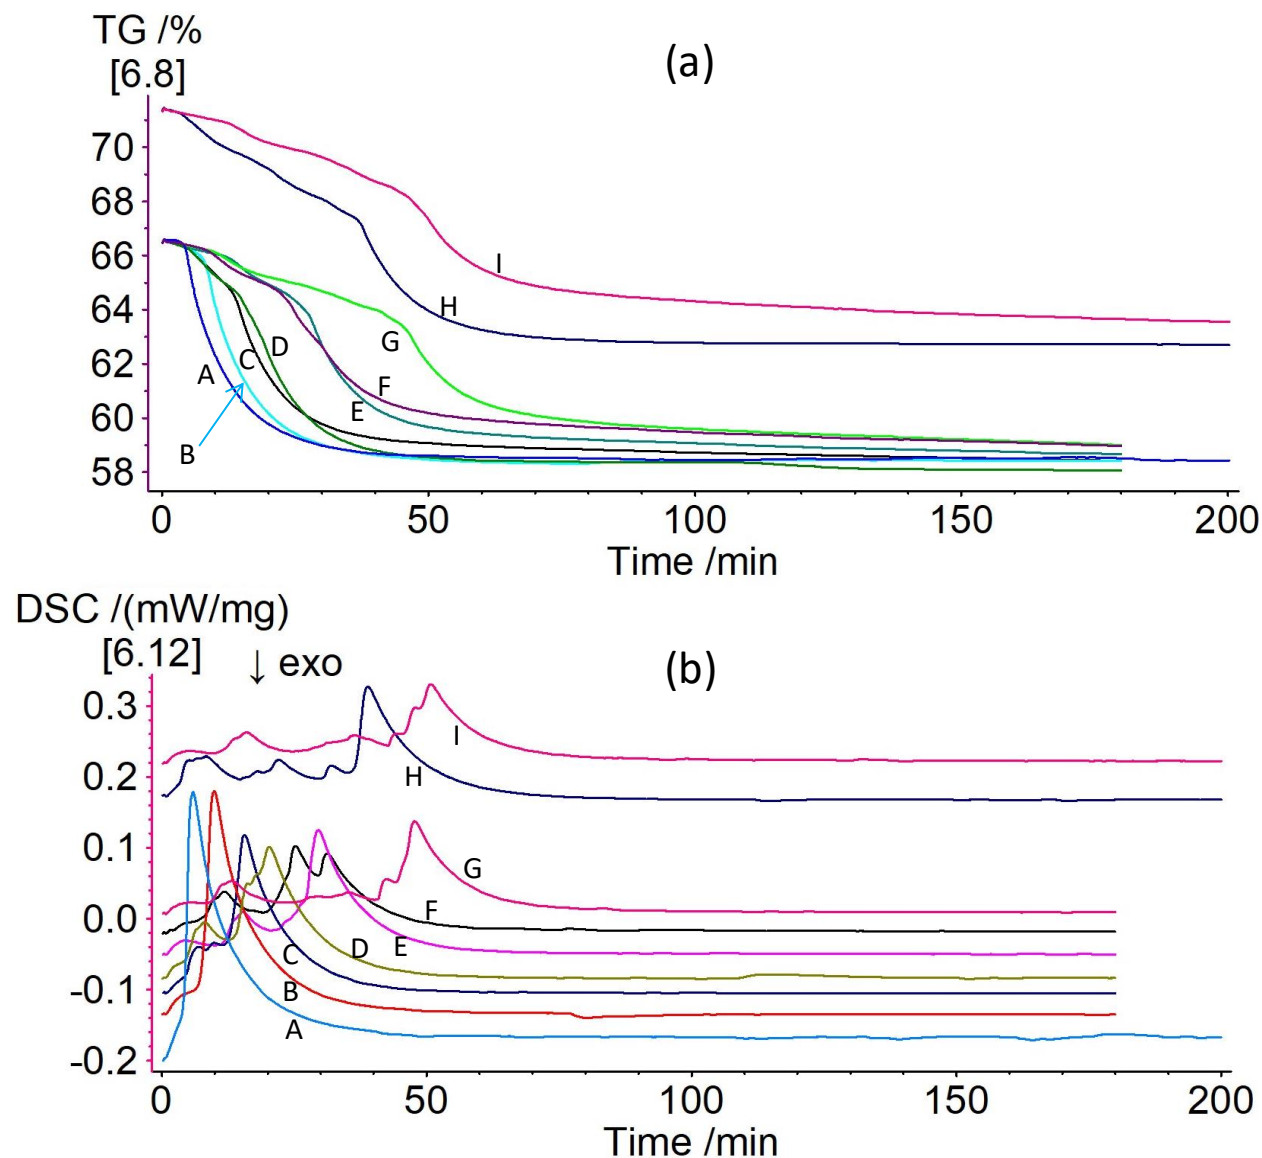 TG /%
[6.8]
(a)
70
68
66
64
62
60
58
A
B
C
D
E
F
G
H
I
0
50
100
150
200
Time /min
DSC /(mW/mg)
[6.12]
↓ exo
(b)
0.3
0.2
0.1
0.0
-0.1
-0.2
I
H
G
F
E
D
C
B
A
0
50
100
150
200
Time /min